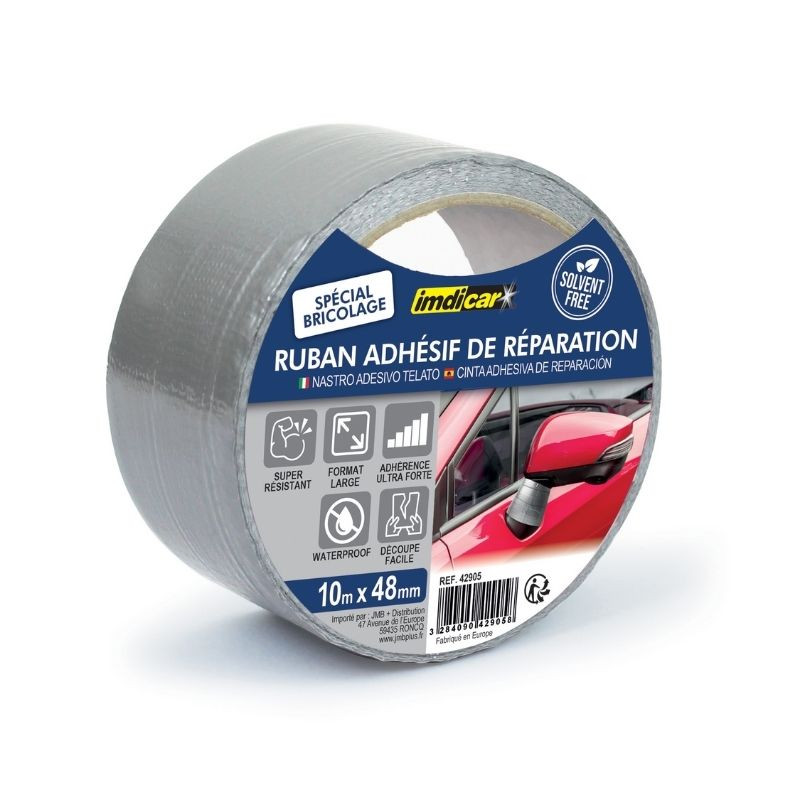 SPÉCIAL
BRICOLAGE
imdicar
SOLVENT
FREE
RUBAN ADHÉSIF DE RÉPARATION
NASTRO ADESIVO TELATO CINTA ADHESIVA DE REPARACIÓN
SUPER
RÉSISTANT
FORMAT
LARGE
ADHÉRENCE
ULTRA FORTE
WATERPROOF
DÉCOUPE
FACILE
10m x 48mm
Importé par : JMB + Distribution
47 Avenue de l'Europe
59435 RONCQ
www.jmbplus.fr
REF. 42905
3 284090 429058
Fabriqué en Europe